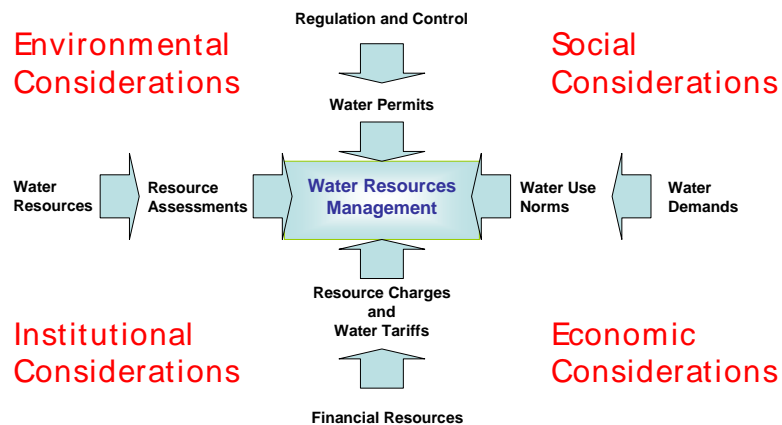 Regulation and Control
Environmental
Considerations
Social
Considerations
Water Permits
Water
Resources
Resource
Assessments
Water Resources
Management
Water Use
Norms
Water
Demands
Resource Charges
and
Water Tariffs
Institutional
Considerations
Economic
Considerations
Financial Resources